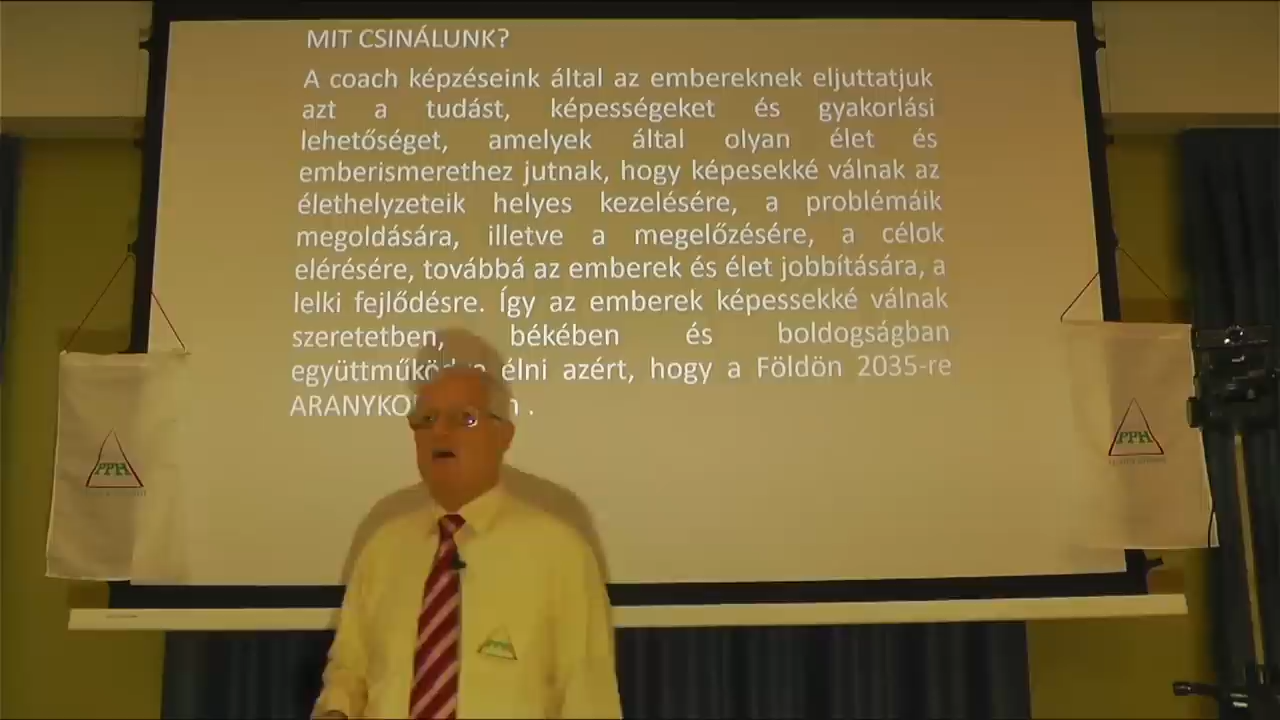 MIT CSINÁLUNK?
A coach képzéseink által az embereknek eljuttatjuk
azt a tudást, képességeket és gyakorlási
lehetőséget, amelyek által olyan élet és
emberismerethez jutnak, hogy képesekké válnak az
élethelyzeteik helyes kezelésére, a problémáik
megoldására, illetve a megelőzésére, a célok
elérésére, továbbá az emberek és élet jobbítására, a
lelki fejlődésre. Így az emberek képessekké válnak
szeretetben, békében és boldogságban
élni azért, hogy a Földön 2035-re
PPH
PPH
PPH